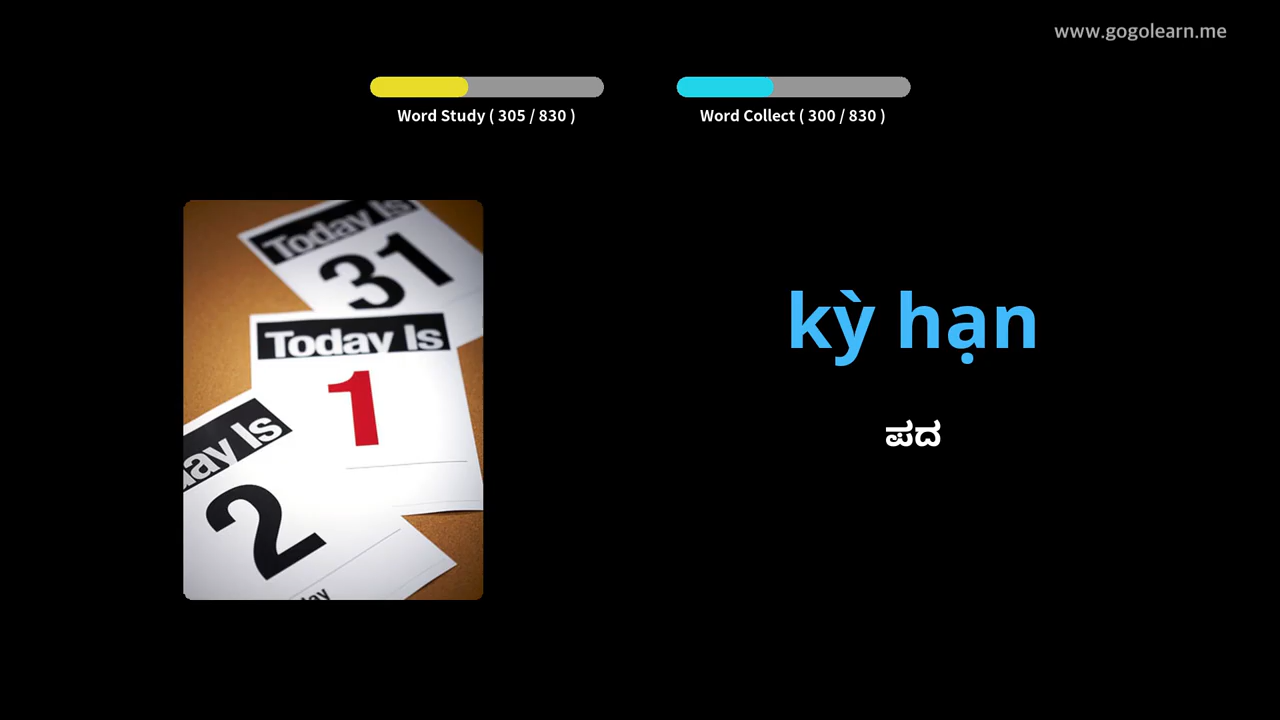 www.gogolearn.me
Word Study ( 305 / 830 )
Word Collect ( 300 / 830 )
Today Is
31
Today Is
1
ay Is
2
day
kỳ hạn
ಪದ